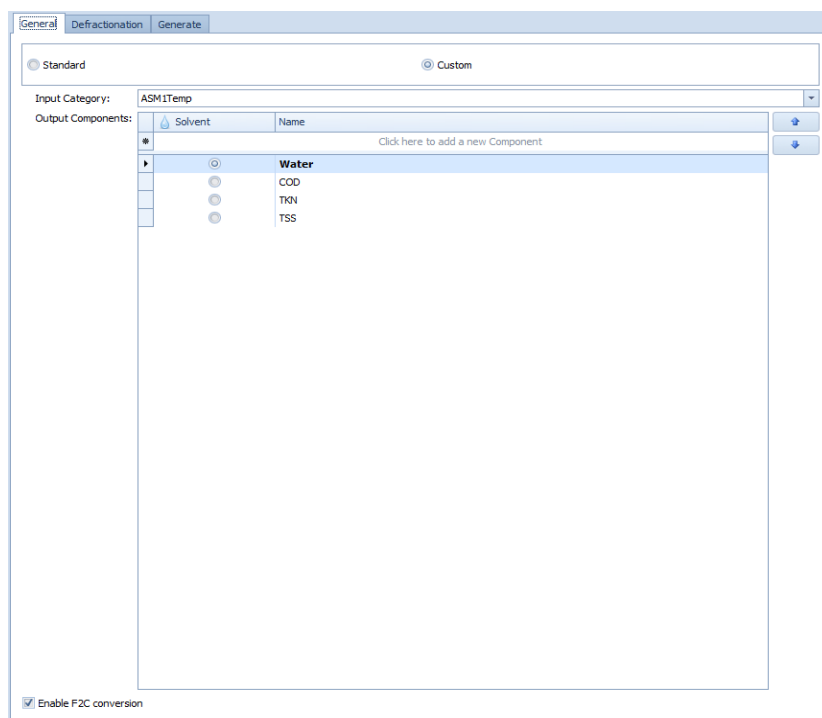 General Defractionation Generate
Standard Custom
Input Category: ASM1Temp
Output Components: Solvent Name
Click here to add a new Component
Water
COD
TKN
TSS
Enable F2C conversion